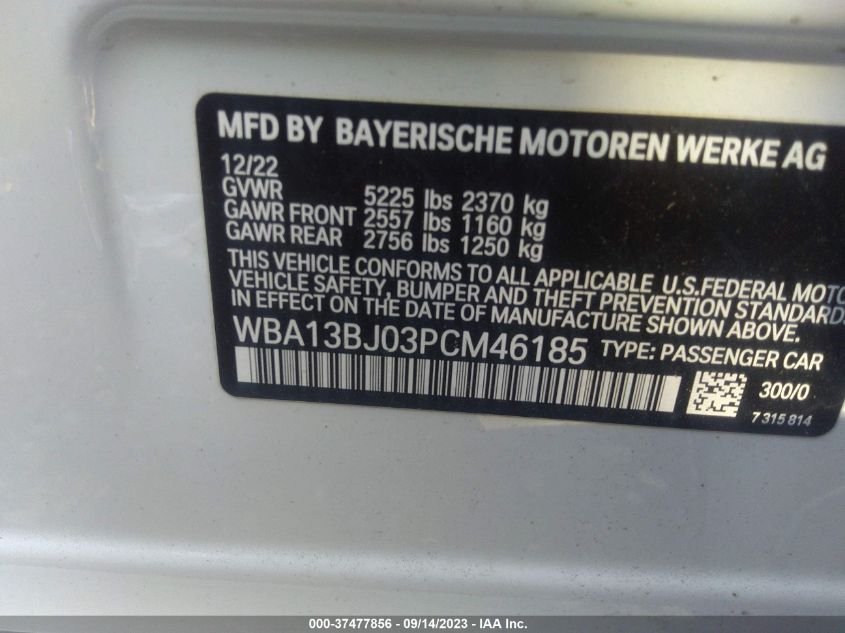 MFD BY BAYERISCHE MOTOREN WERKE AG
12/22
GVWR 5225 lbs 2370 kg
GAWR FRONT 2557 lbs 1160 kg
GAWR REAR 2756 lbs 1250 kg
THIS VEHICLE CONFORMS TO ALL APPLICABLE U.S.FEDERAL MOTO
VEHICLE SAFETY, BUMPER AND THEFT PREVENTION STANDARDS
IN EFFECT ON THE DATE OF MANUFACTURE SHOWN ABOVE.
WBA13BJ03PCM46185 TYPE: PASSENGER CAR
300/0
7 315 814
000-37477856 - 09/14/2023 - IAA Inc.